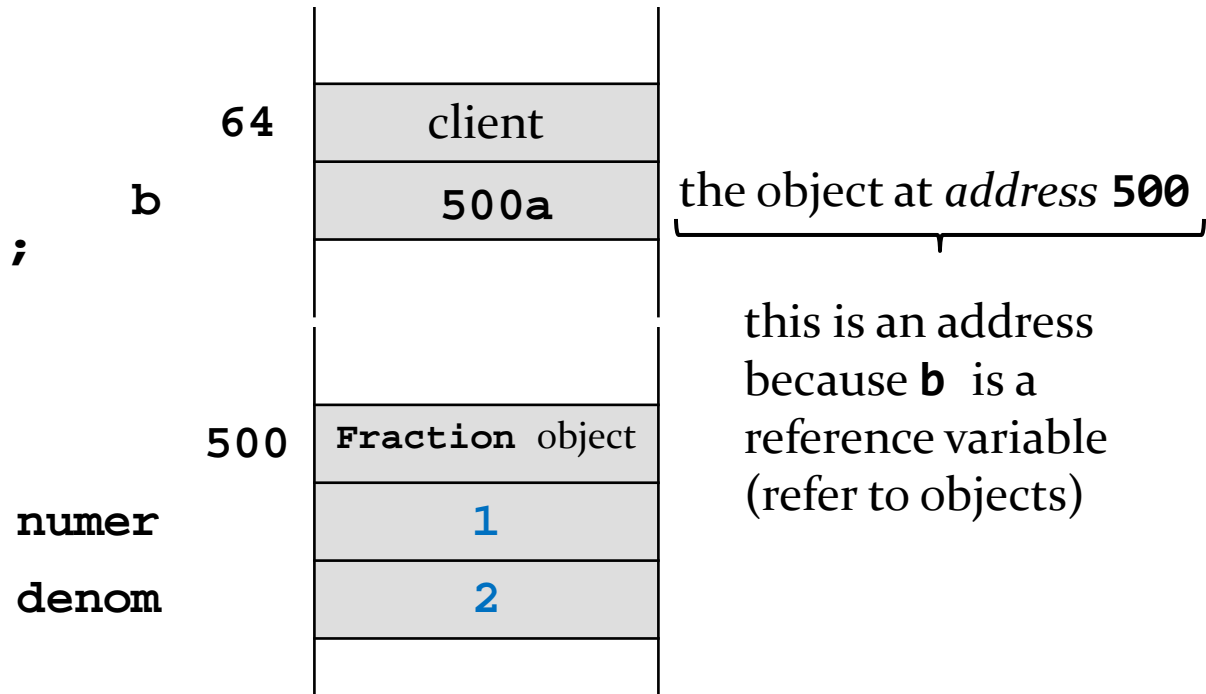 64 client
b 500a the object at address 500
;
this is an address
because b is a
reference variable
(refer to objects)
500 Fraction object
numer 1
denom 2